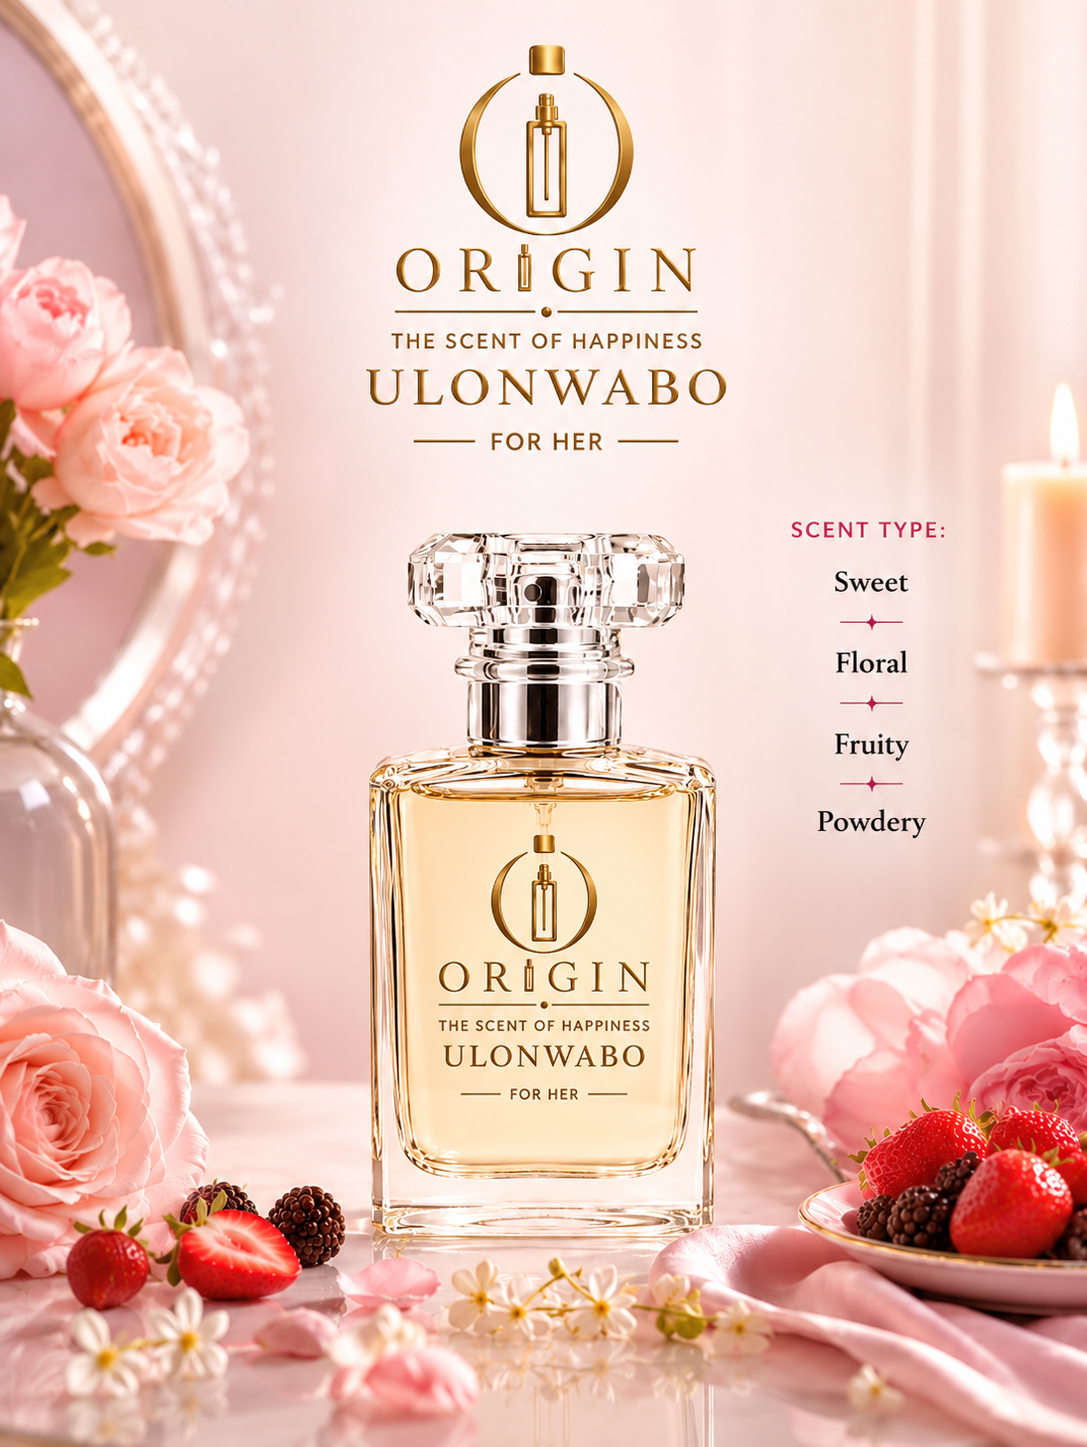 ORIGIN
THE SCENT OF HAPPINESS
ULONWABO
FOR HER
SCENT TYPE:
Sweet
Floral
Fruity
Powdery
ORIGIN
THE SCENT OF HAPPINESS
ULONWABO
FOR HER